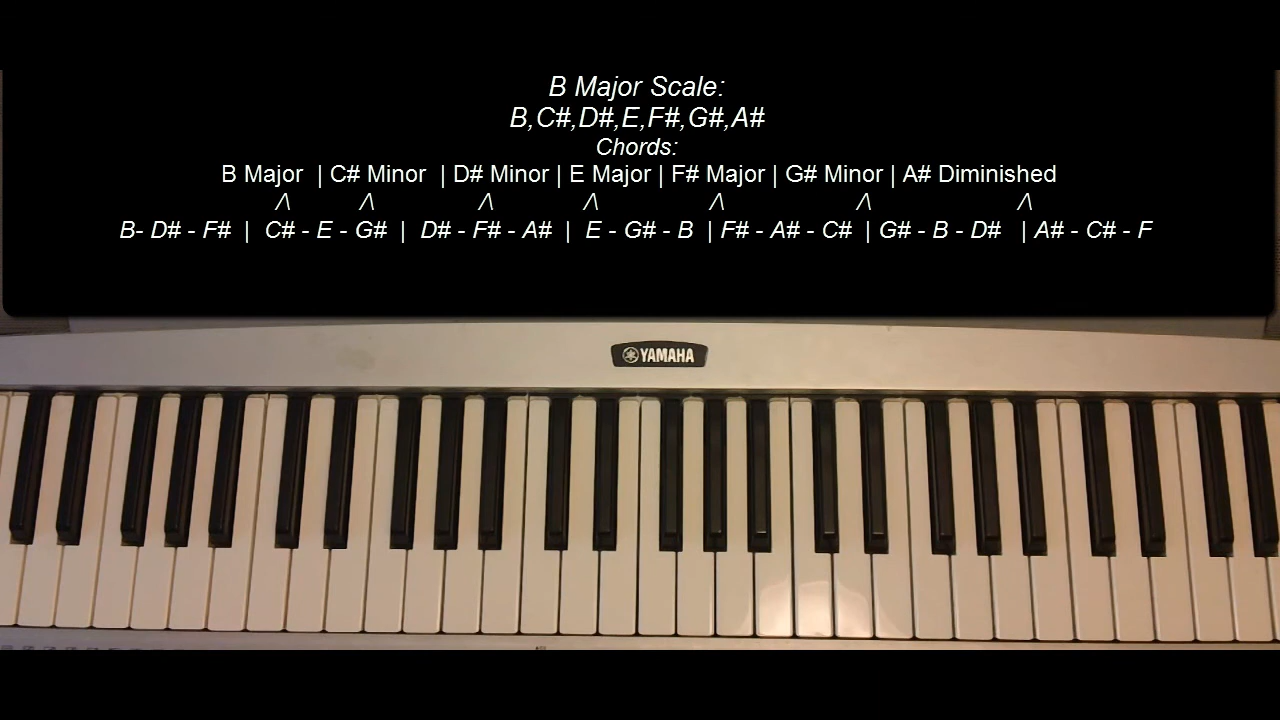 B Major Scale:
B,C#,D#,E,F#,G#,A#
Chords:
B Major | C# Minor | D# Minor | E Major | F# Major | G# Minor | A# Diminished
/\ /\ /\ /\ /\ /\ /\
B- D# - F# | C# - E - G# | D# - F# - A# | E - G# - B | F# - A# - C# | G# - B - D# | A# - C# - F
YAMAHA